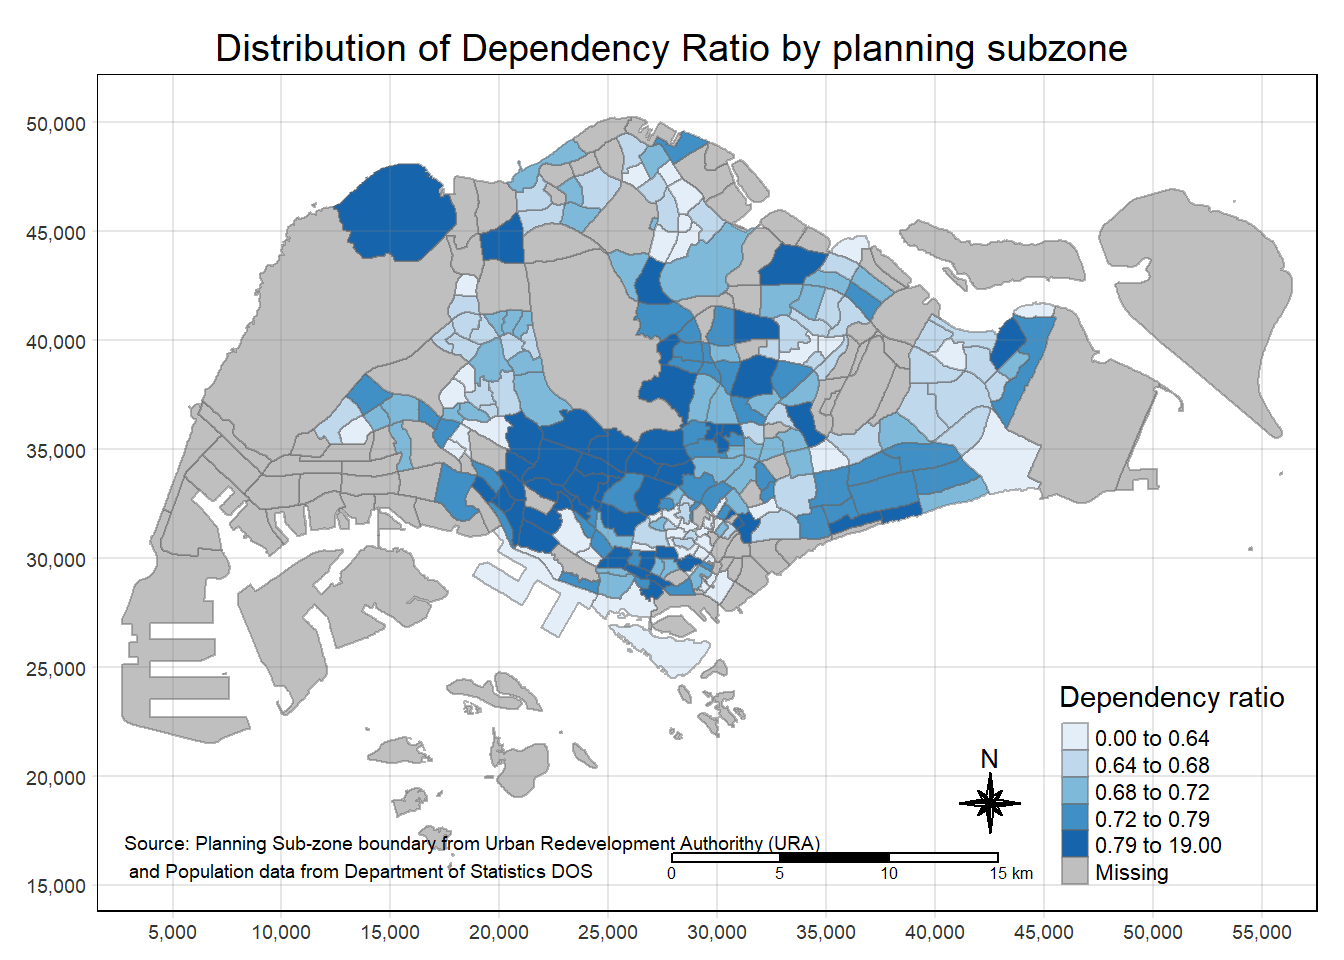 Distribution of Dependency Ratio by planning subzone
50,000
45,000
40,000
35,000
30,000
25,000
20,000
15,000
Dependency ratio
0.00 to 0.64
0.64 to 0.68
0.68 to 0.72
0.72 to 0.79
0.79 to 19.00
Missing
N
Source: Planning Sub-zone boundary from Urban Redevelopment Authorithy (URA)
and Population data from Department of Statistics DOS
0 5 10 15 km
5,000 10,000 15,000 20,000 25,000 30,000 35,000 40,000 45,000 50,000 55,000